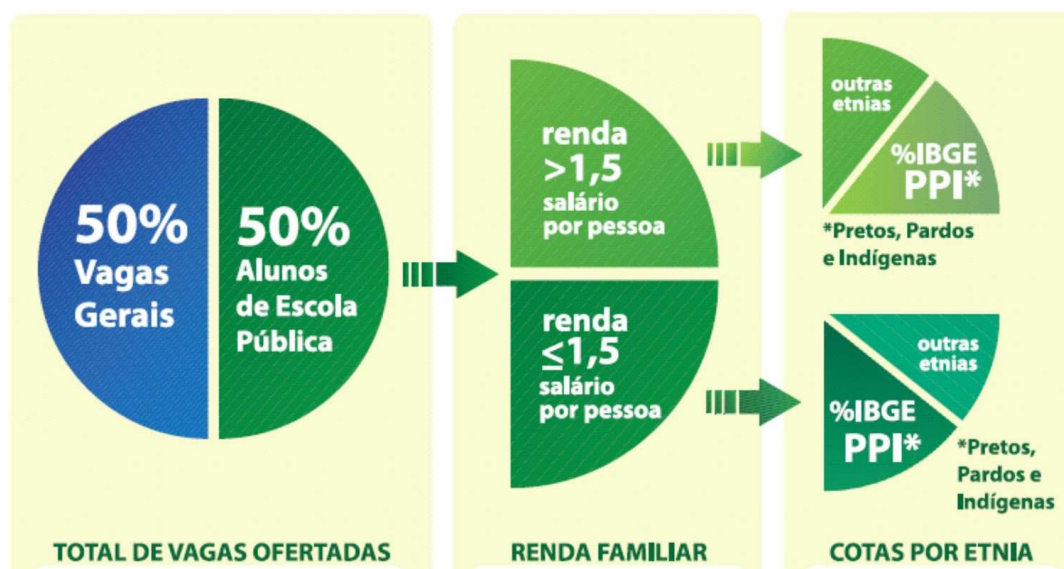 50%
Vagas
Gerais
50%
Alunos
de Escola
Pública
TOTAL DE VAGAS OFERTADAS
renda
>1,5
salário
por pessoa
renda
≤1,5
salário
por pessoa
RENDA FAMILIAR
outras
etnias
%IBGE
PPI*
*Pretos, Pardos
e Indígenas
outras
etnias
%IBGE
PPI*
*Pretos,
Pardos e
Indígenas
COTAS POR ETNIA